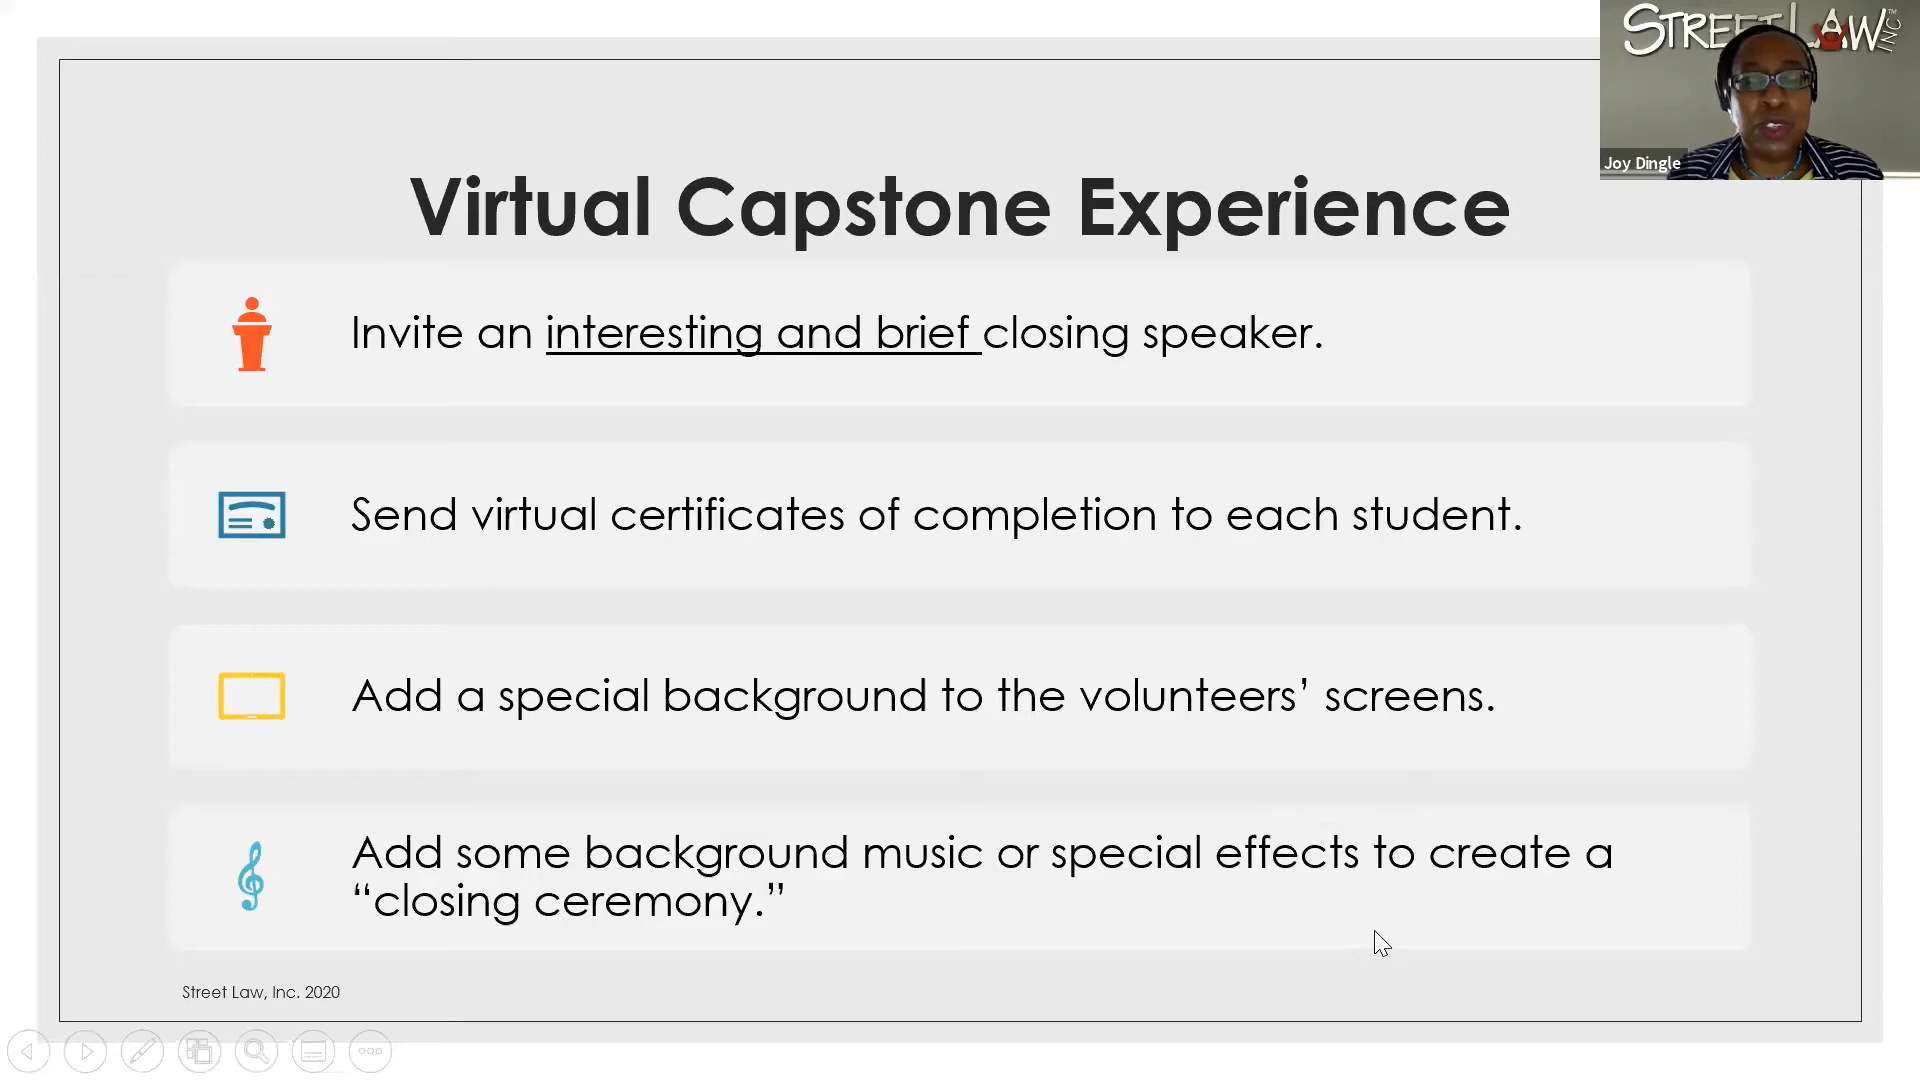 STREET LAW INC™
Joy Dingle
Virtual Capstone Experience
Invite an interesting and brief closing speaker.
Send virtual certificates of completion to each student.
Add a special background to the volunteers’ screens.
Add some background music or special effects to create a
“closing ceremony.”
Street Law, Inc. 2020